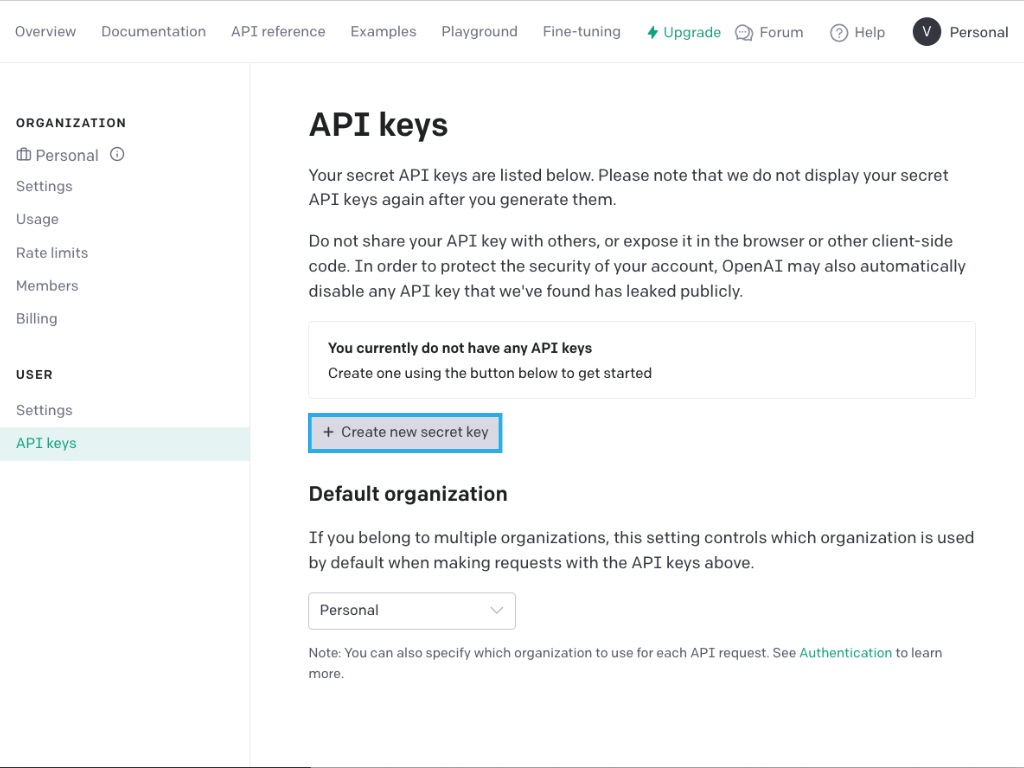 Overview Documentation API reference Examples Playground Fine-tuning Upgrade Forum Help V Personal
ORGANIZATION
Personal
Settings
Usage
Rate limits
Members
Billing
USER
Settings
API keys
API keys
Your secret API keys are listed below. Please note that we do not display your secret
API keys again after you generate them.
Do not share your API key with others, or expose it in the browser or other client-side
code. In order to protect the security of your account, OpenAI may also automatically
disable any API key that we've found has leaked publicly.
You currently do not have any API keys
Create one using the button below to get started
+ Create new secret key
Default organization
If you belong to multiple organizations, this setting controls which organization is used
by default when making requests with the API keys above.
Personal
Note: You can also specify which organization to use for each API request. See Authentication to learn
more.